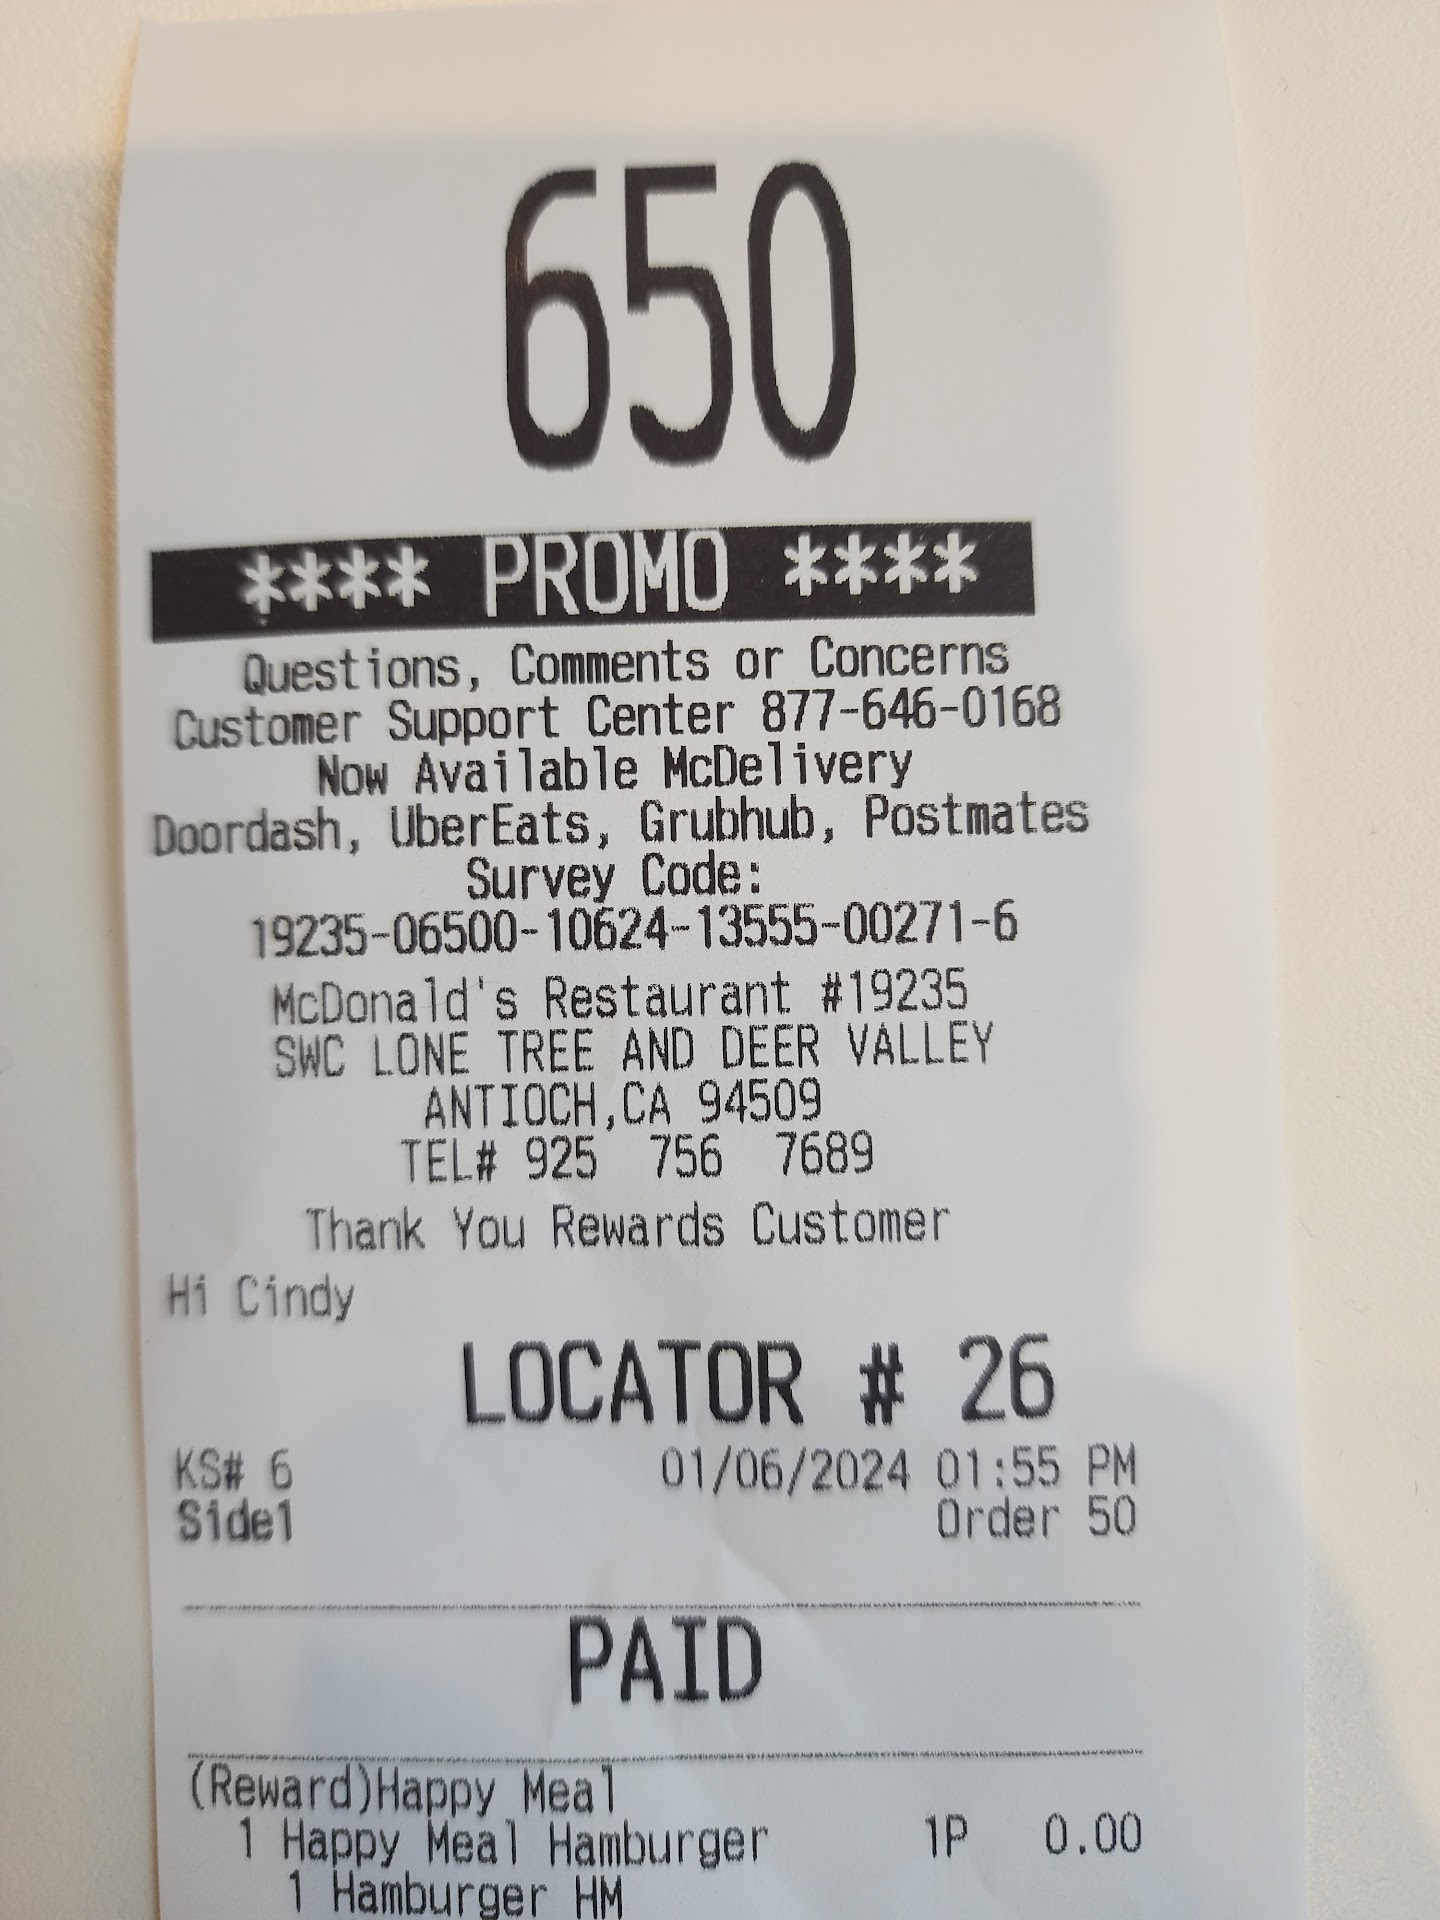 650
**** PROMO ****
Questions, Comments or Concerns
Customer Support Center 877-646-0168
Now Available McDelivery
Doordash, UberEats, Grubhub, Postmates
Survey Code:
19235-06500-10624-13555-00271-6
McDonald's Restaurant #19235
SWC LONE TREE AND DEER VALLEY
ANTIOCH,CA 94509
TEL# 925 756 7689
Thank You Rewards Customer
Hi Cindy
LOCATOR # 26
KS# 6 01/06/2024 01:55 PM
Side1 Order 50
PAID
(Reward)Happy Meal
1 Happy Meal Hamburger 1P 0.00
1 Hamburger HM